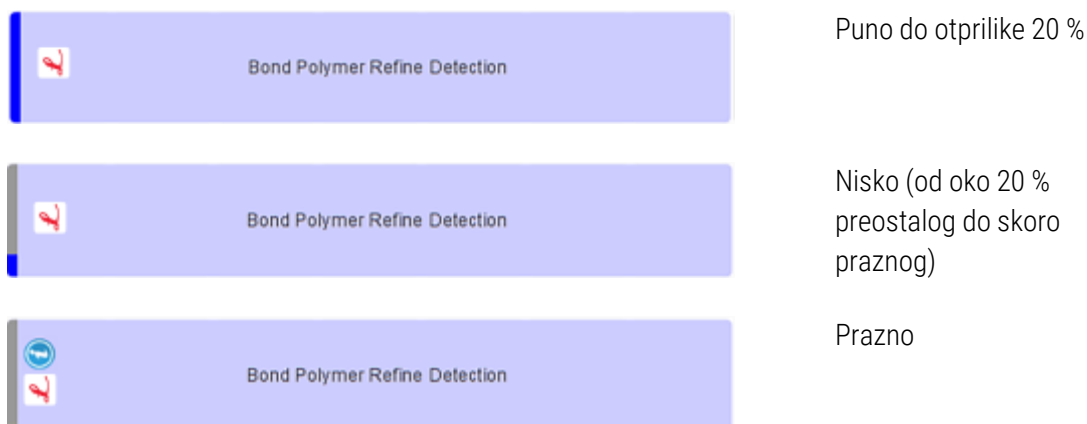 Bond Polymer Refine Detection
Puno do otprilike 20 %
Bond Polymer Refine Detection
Nisko (od oko 20 %
preostalog do skoro
praznog)
Bond Polymer Refine Detection
Prazno